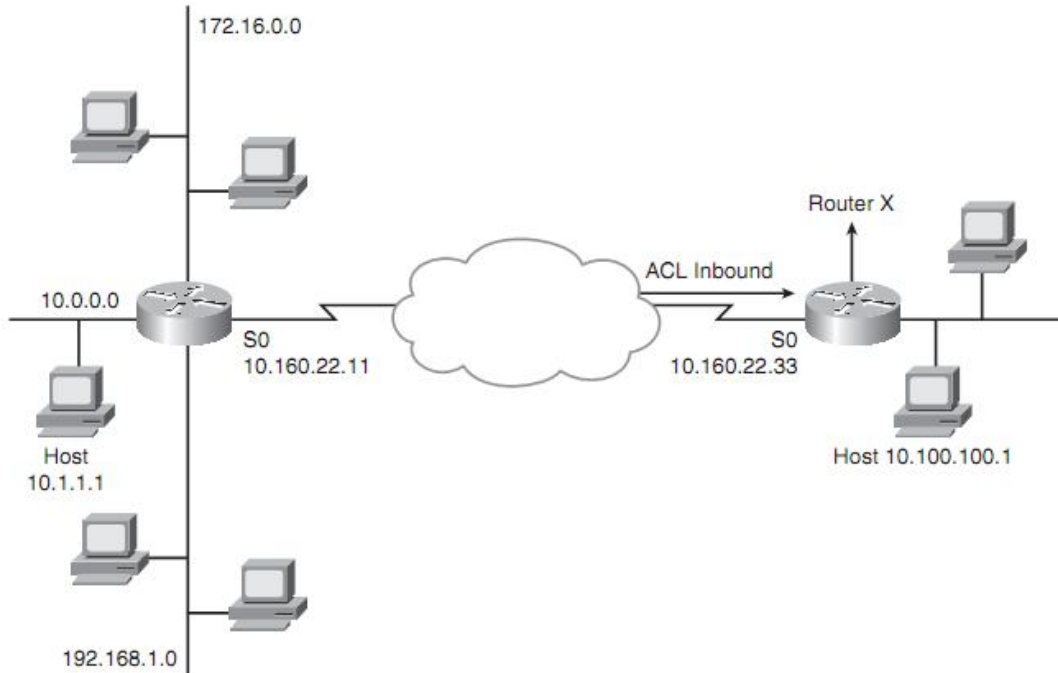 172.16.0.0
Router X
ACL Inbound
10.0.0.0
S0
10.160.22.11
S0
10.160.22.33
Host
10.1.1.1
Host 10.100.100.1
192.168.1.0